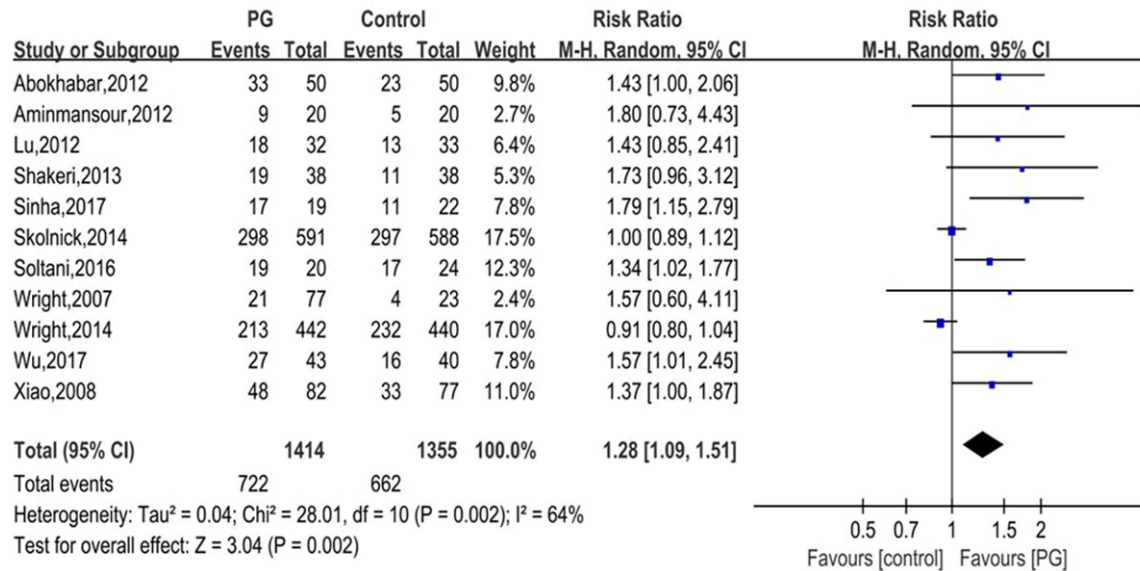 PG Control Risk Ratio Risk Ratio
Study or Subgroup Events Total Events Total Weight M-H, Random, 95% CI M-H, Random, 95% CI
Abokhabar,2012 33 50 23 50 9.8% 1.43 [1.00, 2.06]
Aminmansour,2012 9 20 5 20 2.7% 1.80 [0.73, 4.43]
Lu,2012 18 32 13 33 6.4% 1.43 [0.85, 2.41]
Shakeri,2013 19 38 11 38 5.3% 1.73 [0.96, 3.12]
Sinha,2017 17 19 11 22 7.8% 1.79 [1.15, 2.79]
Skolnick,2014 298 591 297 588 17.5% 1.00 [0.89, 1.12]
Soltani,2016 19 20 17 24 12.3% 1.34 [1.02, 1.77]
Wright,2007 21 77 4 23 2.4% 1.57 [0.60, 4.11]
Wright,2014 213 442 232 440 17.0% 0.91 [0.80, 1.04]
Wu,2017 27 43 16 40 7.8% 1.57 [1.01, 2.45]
Xiao,2008 48 82 33 77 11.0% 1.37 [1.00, 1.87]
Total (95% CI) 1414 1355 100.0% 1.28 [1.09, 1.51]
Total events 722 662
Heterogeneity: Tau² = 0.04; Chi² = 28.01, df = 10 (P = 0.002); I² = 64%
Test for overall effect: Z = 3.04 (P = 0.002)
0.5 0.7 1 1.5 2
Favours [control] Favours [PG]